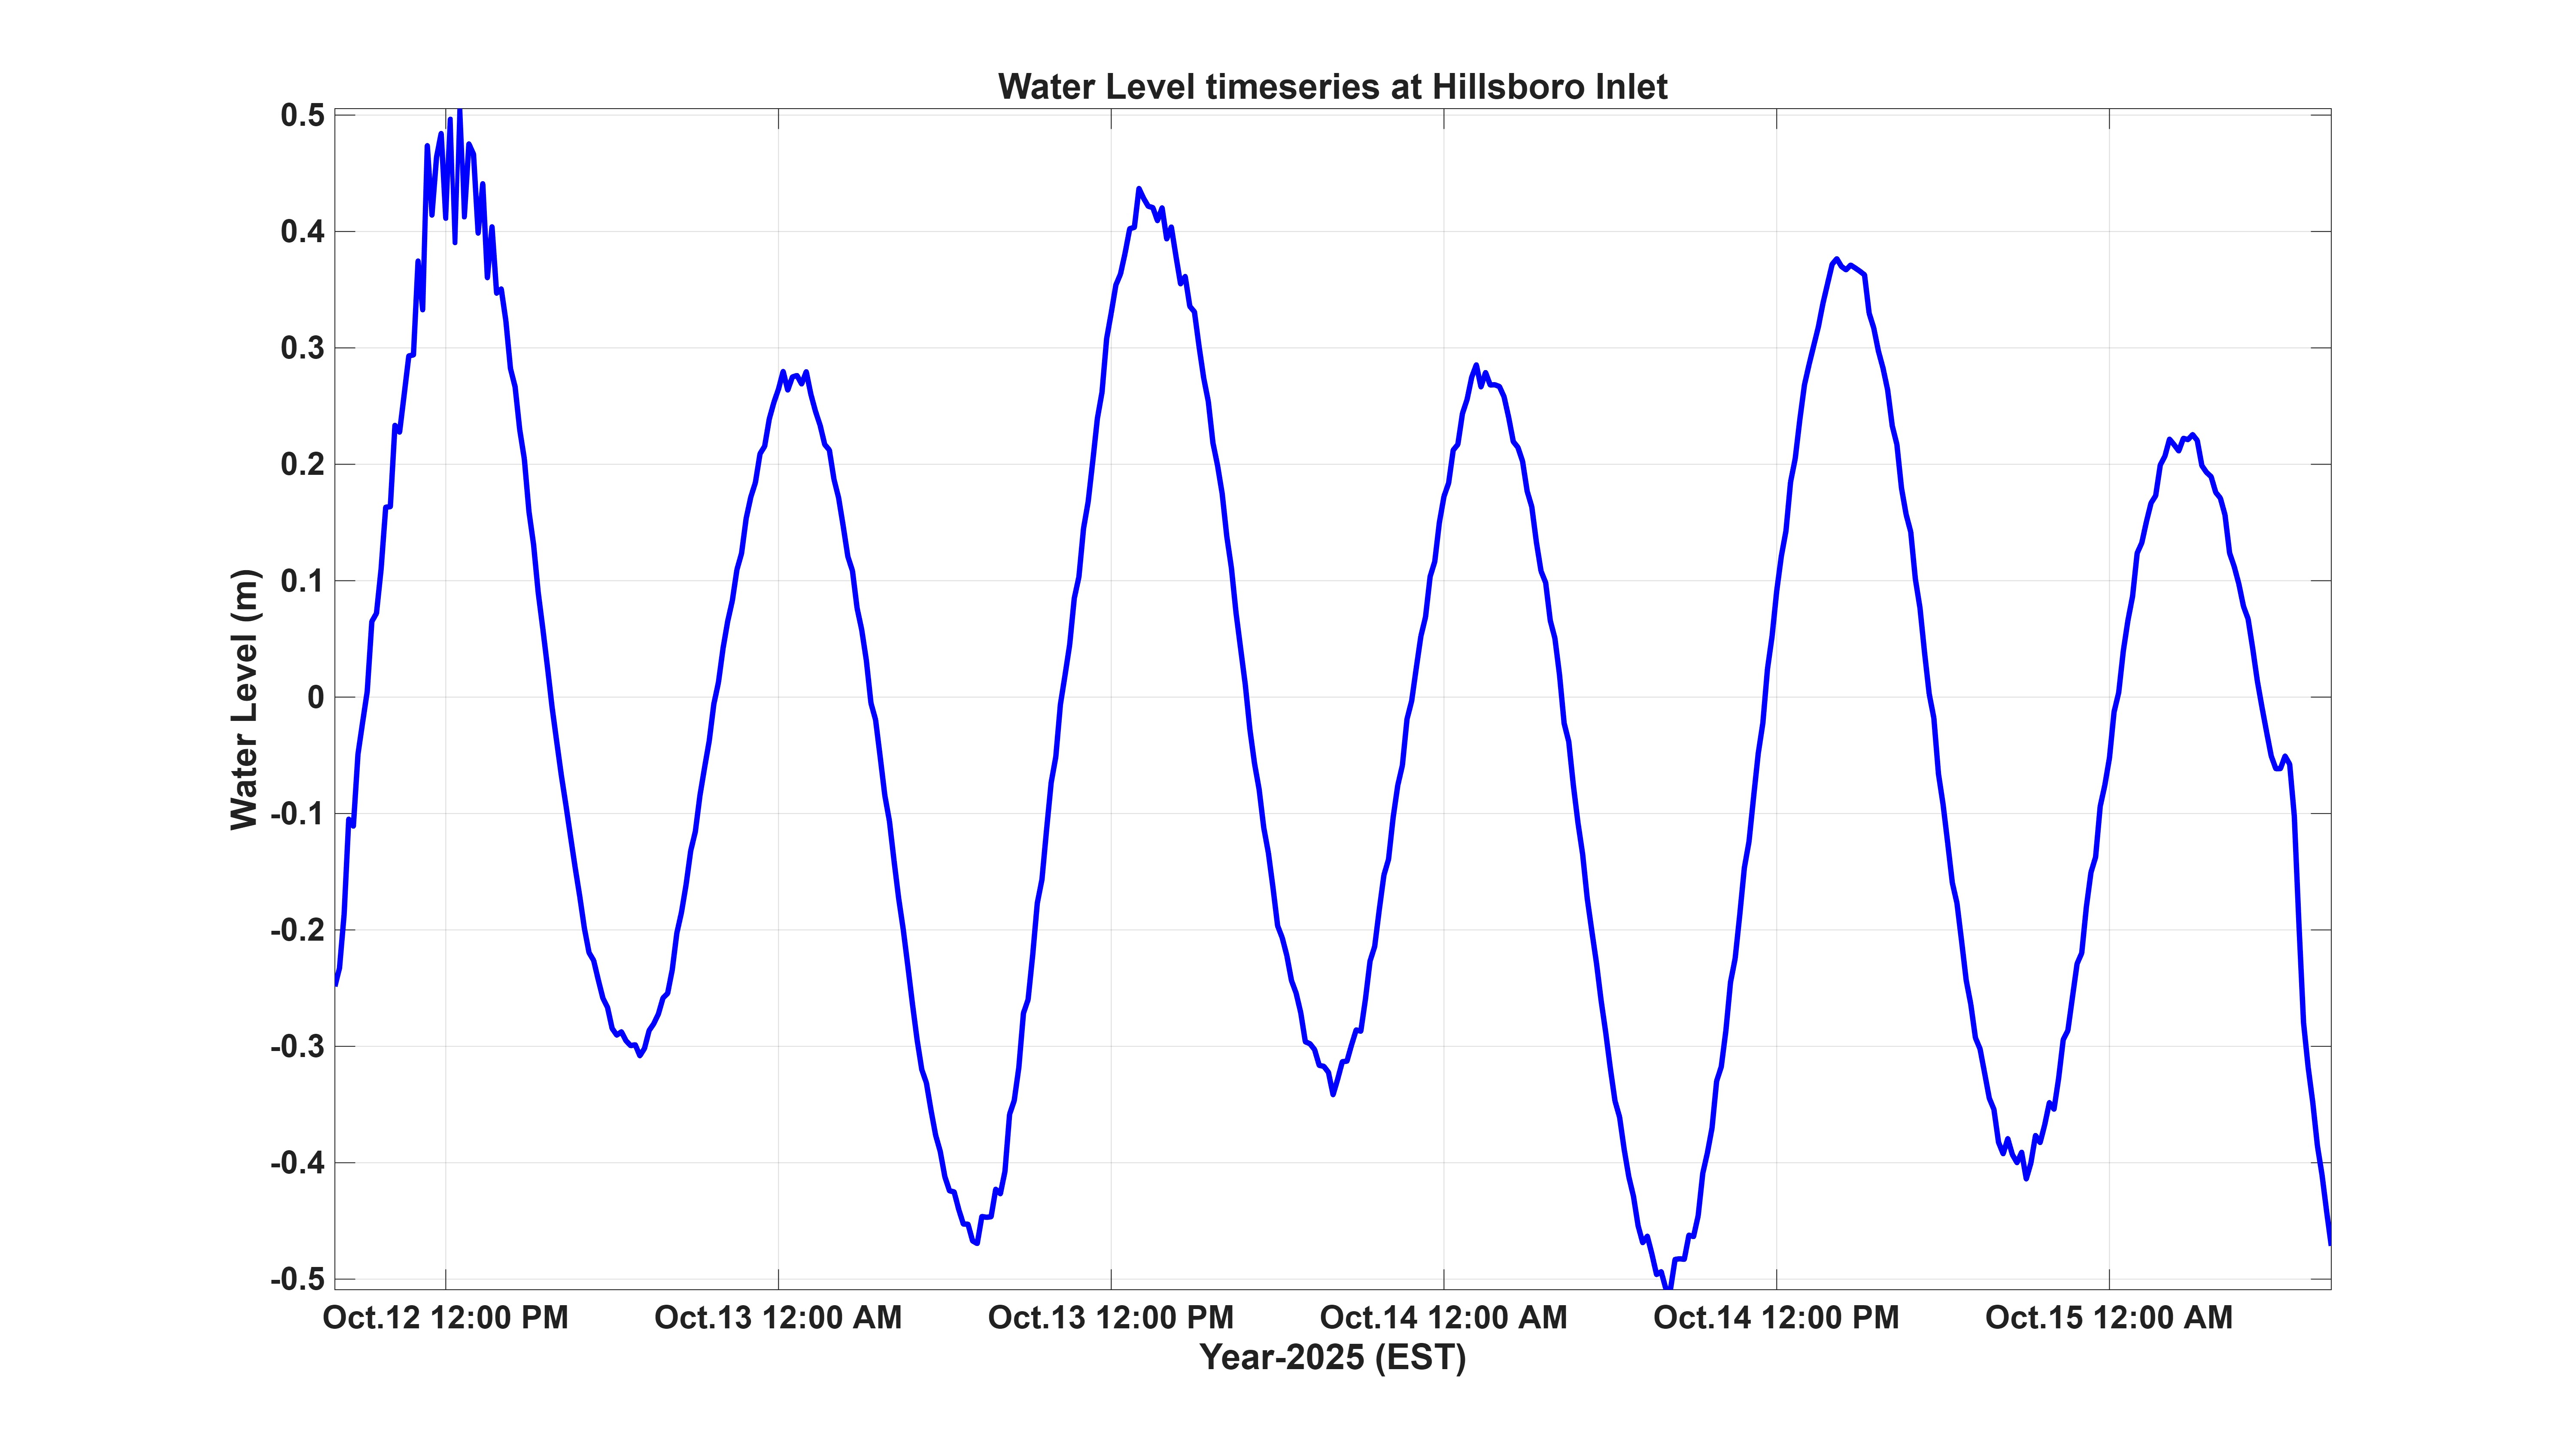 Water Level timeseries at Hillsboro Inlet
0.5
0.4
0.3
0.2
0.1
0
-0.1
-0.2
-0.3
-0.4
-0.5
Water Level (m)
Oct.12 12:00 PM
Oct.13 12:00 AM
Oct.13 12:00 PM
Oct.14 12:00 AM
Oct.14 12:00 PM
Oct.15 12:00 AM
Year-2025 (EST)